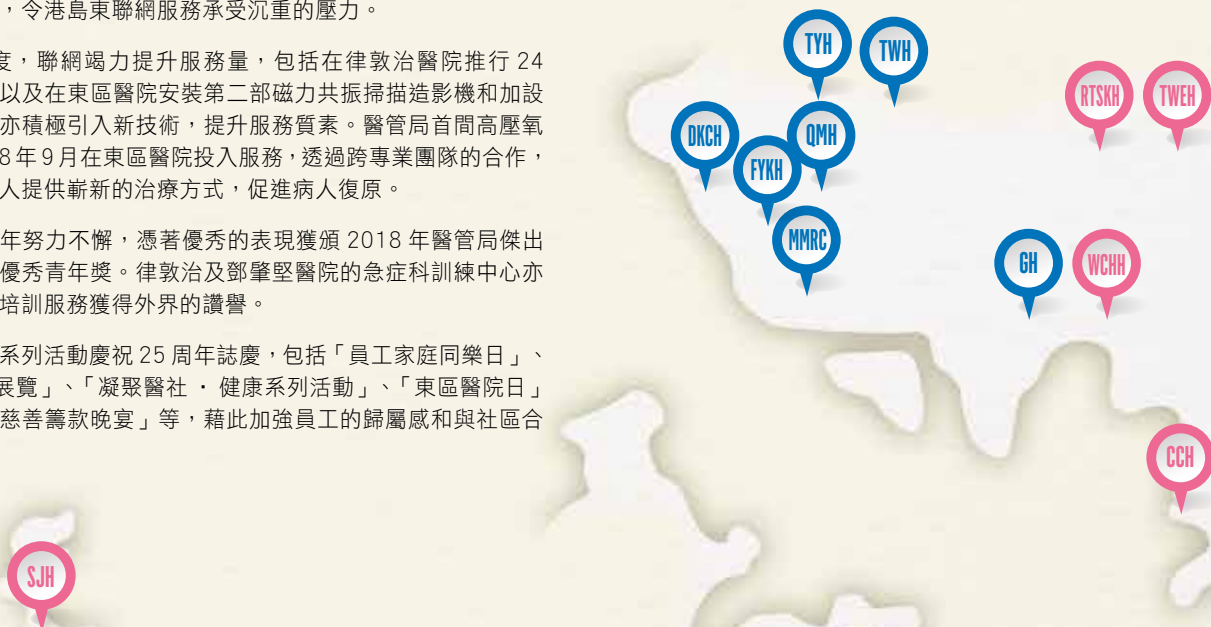 ，令港島東聯網服務承受沉重的壓力。
度，聯網竭力提升服務量，包括在律敦治醫院推行 24
以及在東區醫院安裝第二部磁力共振掃描造影機和加設
亦積極引入新技術，提升服務質素。醫管局首間高壓氧
8 年 9 月在東區醫院投入服務，透過跨專業團隊的合作，
人提供嶄新的治療方式，促進病人復原。
年努力不懈，憑著優秀的表現獲頒 2018 年醫管局傑出
優秀青年獎。律敦治及鄧肇堅醫院的急症科訓練中心亦
培訓服務獲得外界的讚譽。
系列活動慶祝 25 周年誌慶，包括「員工家庭同樂日」、
展覽」、「凝聚醫社 ‧ 健康系列活動」、「東區醫院日」
慈善籌款晚宴」等，藉此加強員工的歸屬感和與社區合
TYH
TWH
RTSKH
TWEH
DKCH
QMH
FYKH
MMRC
GH
WCHH
CCH
SJH